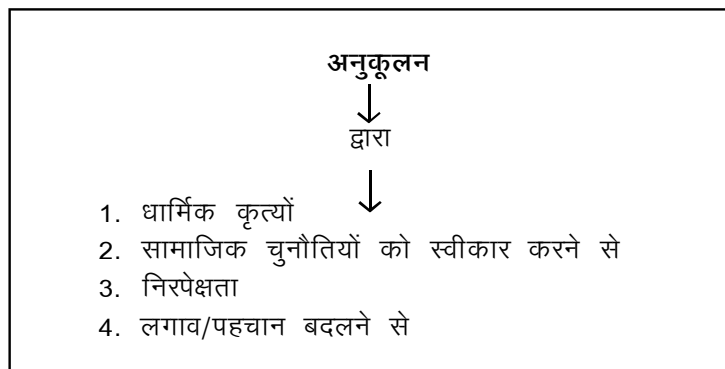 अनुकूलन
द्वारा
1. धार्मिक कृत्यों
2. सामाजिक चुनौतियों को स्वीकार करने से
3. निरपेक्षता
4. लगाव/पहचान बदलने से